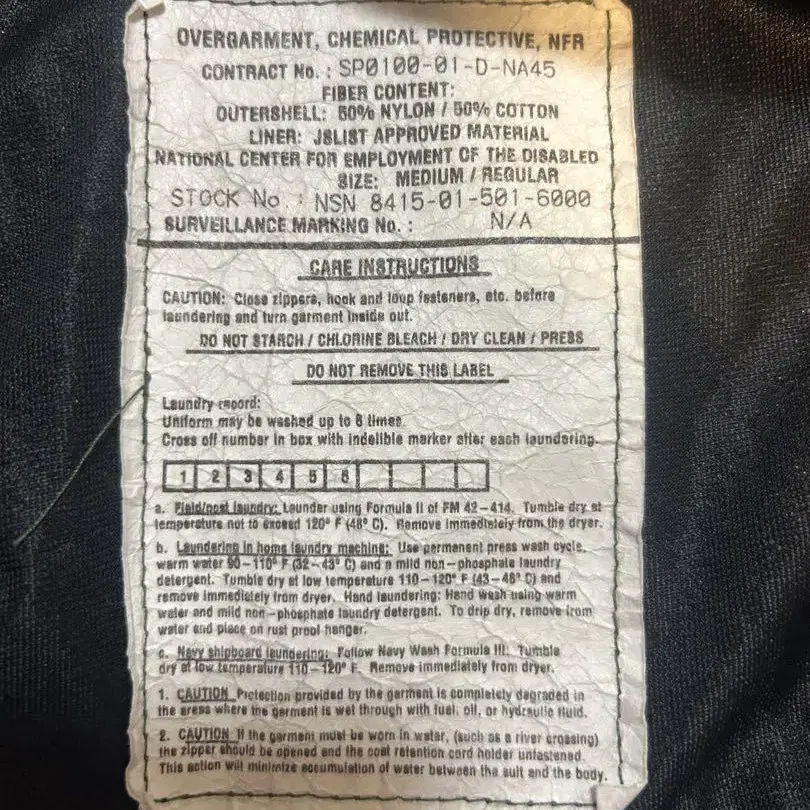 OVERGARMENT, CHEMICAL PROTECTIVE, NFR
CONTRACT No. : SP0100-01-D-NA45
FIBER CONTENT:
OUTERSHELL: 50% NYLON / 50% COTTON
LINER: JSLIST APPROVED MATERIAL
NATIONAL CENTER FOR EMPLOYMENT OF THE DISABLED
SIZE: MEDIUM / REGULAR
STOCK No. : NSN 8415-01-501-6000
SURVEILLANCE MARKING No. : N/A
CARE INSTRUCTIONS
CAUTION: Close zippers, hook and loop fasteners, etc. before
laundering and turn garment inside out.
DO NOT STARCH / CHLORINE BLEACH / DRY CLEAN / PRESS
DO NOT REMOVE THIS LABEL
Laundry record:
Uniform may be washed up to 6 times
Cross off number in box with indelible marker after each laundering.
1 2 3 4 5 6
a. Field/post laundry: Launder using Formula II of FM 42-414. Tumble dry at
temperature not to exceed 120° F (48° C). Remove immediately from the dryer.
b. Laundering in home laundry machine: Use permanent press wash cycle,
warm water 90-110° F (32-43° C) and a mild non-phosphate laundry
detergent. Tumble dry at low temperature 110-120° F (43-48° C) and
remove immediately from dryer. Hand laundering: Hand wash using warm
water and mild non-phosphate laundry detergent. To drip dry, remove from
water and place on rust proof hanger.
c. Navy shipboard laundering: Follow Navy Wash Formula III. Tumble
dry at low temperature 110-120° F. Remove immediately from dryer.
1. CAUTION Protection provided by the garment is completely degraded in
the areas where the garment is wet through with fuel, oil, or hydraulic fluid.
2. CAUTION If the garment must be worn in water, (such as a river crossing)
the zipper should be opened and the coat retention cord holder unfastened.
This action will minimize accumulation of water between the suit and the body.